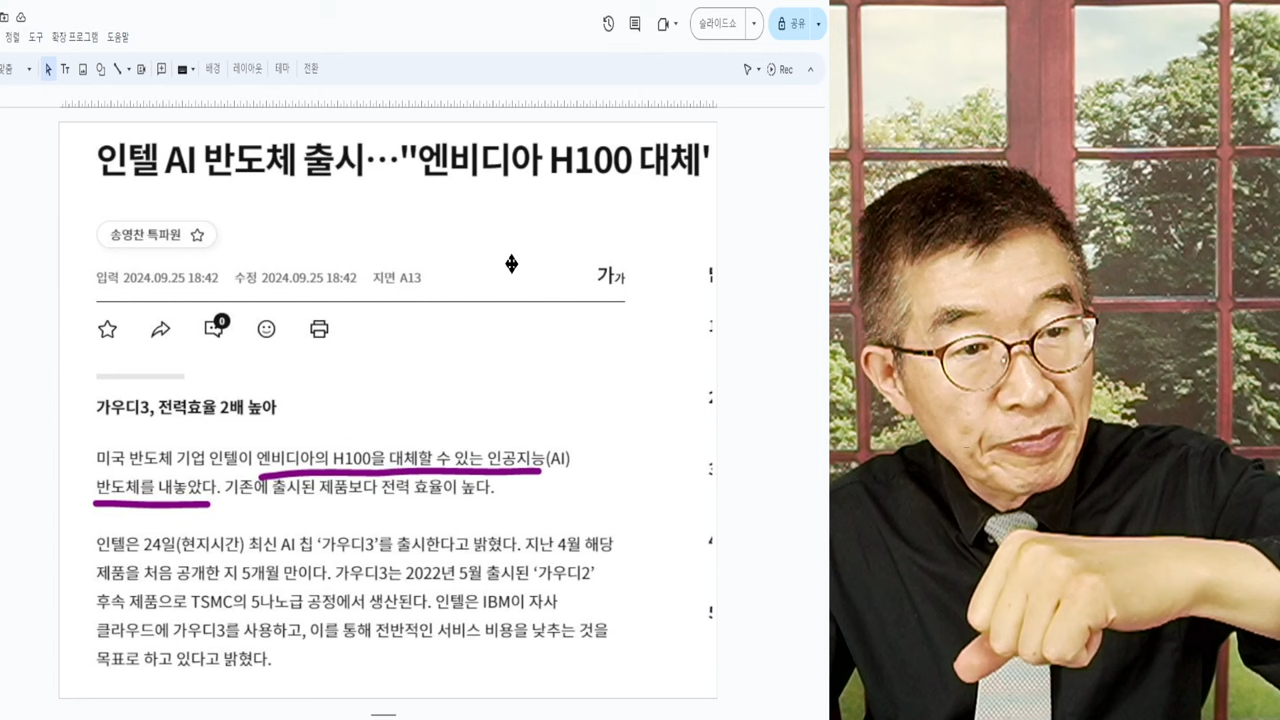 정렬 도구 확장 프로그램 도움말
슬라이드쇼
공유
맞춤
Tr
배경 레이아웃 테마 전환
Rec
인텔 AI 반도체 출시…"엔비디아 H100 대체'
송영찬 특파원
입력 2024.09.25 18:42 수정 2024.09.25 18:42 지면 A13
가가
0
가우디3, 전력효율 2배 높아
미국 반도체 기업 인텔이 엔비디아의 H100을 대체할 수 있는 인공지능(AI)
반도체를 내놓았다. 기존에 출시된 제품보다 전력 효율이 높다.
인텔은 24일(현지시간) 최신 AI 칩 ‘가우디3’를 출시한다고 밝혔다. 지난 4월 해당
제품을 처음 공개한 지 5개월 만이다. 가우디3는 2022년 5월 출시된 ‘가우디2’
후속 제품으로 TSMC의 5나노급 공정에서 생산된다. 인텔은 IBM이 자사
클라우드에 가우디3를 사용하고, 이를 통해 전반적인 서비스 비용을 낮추는 것을
목표로 하고 있다고 밝혔다.